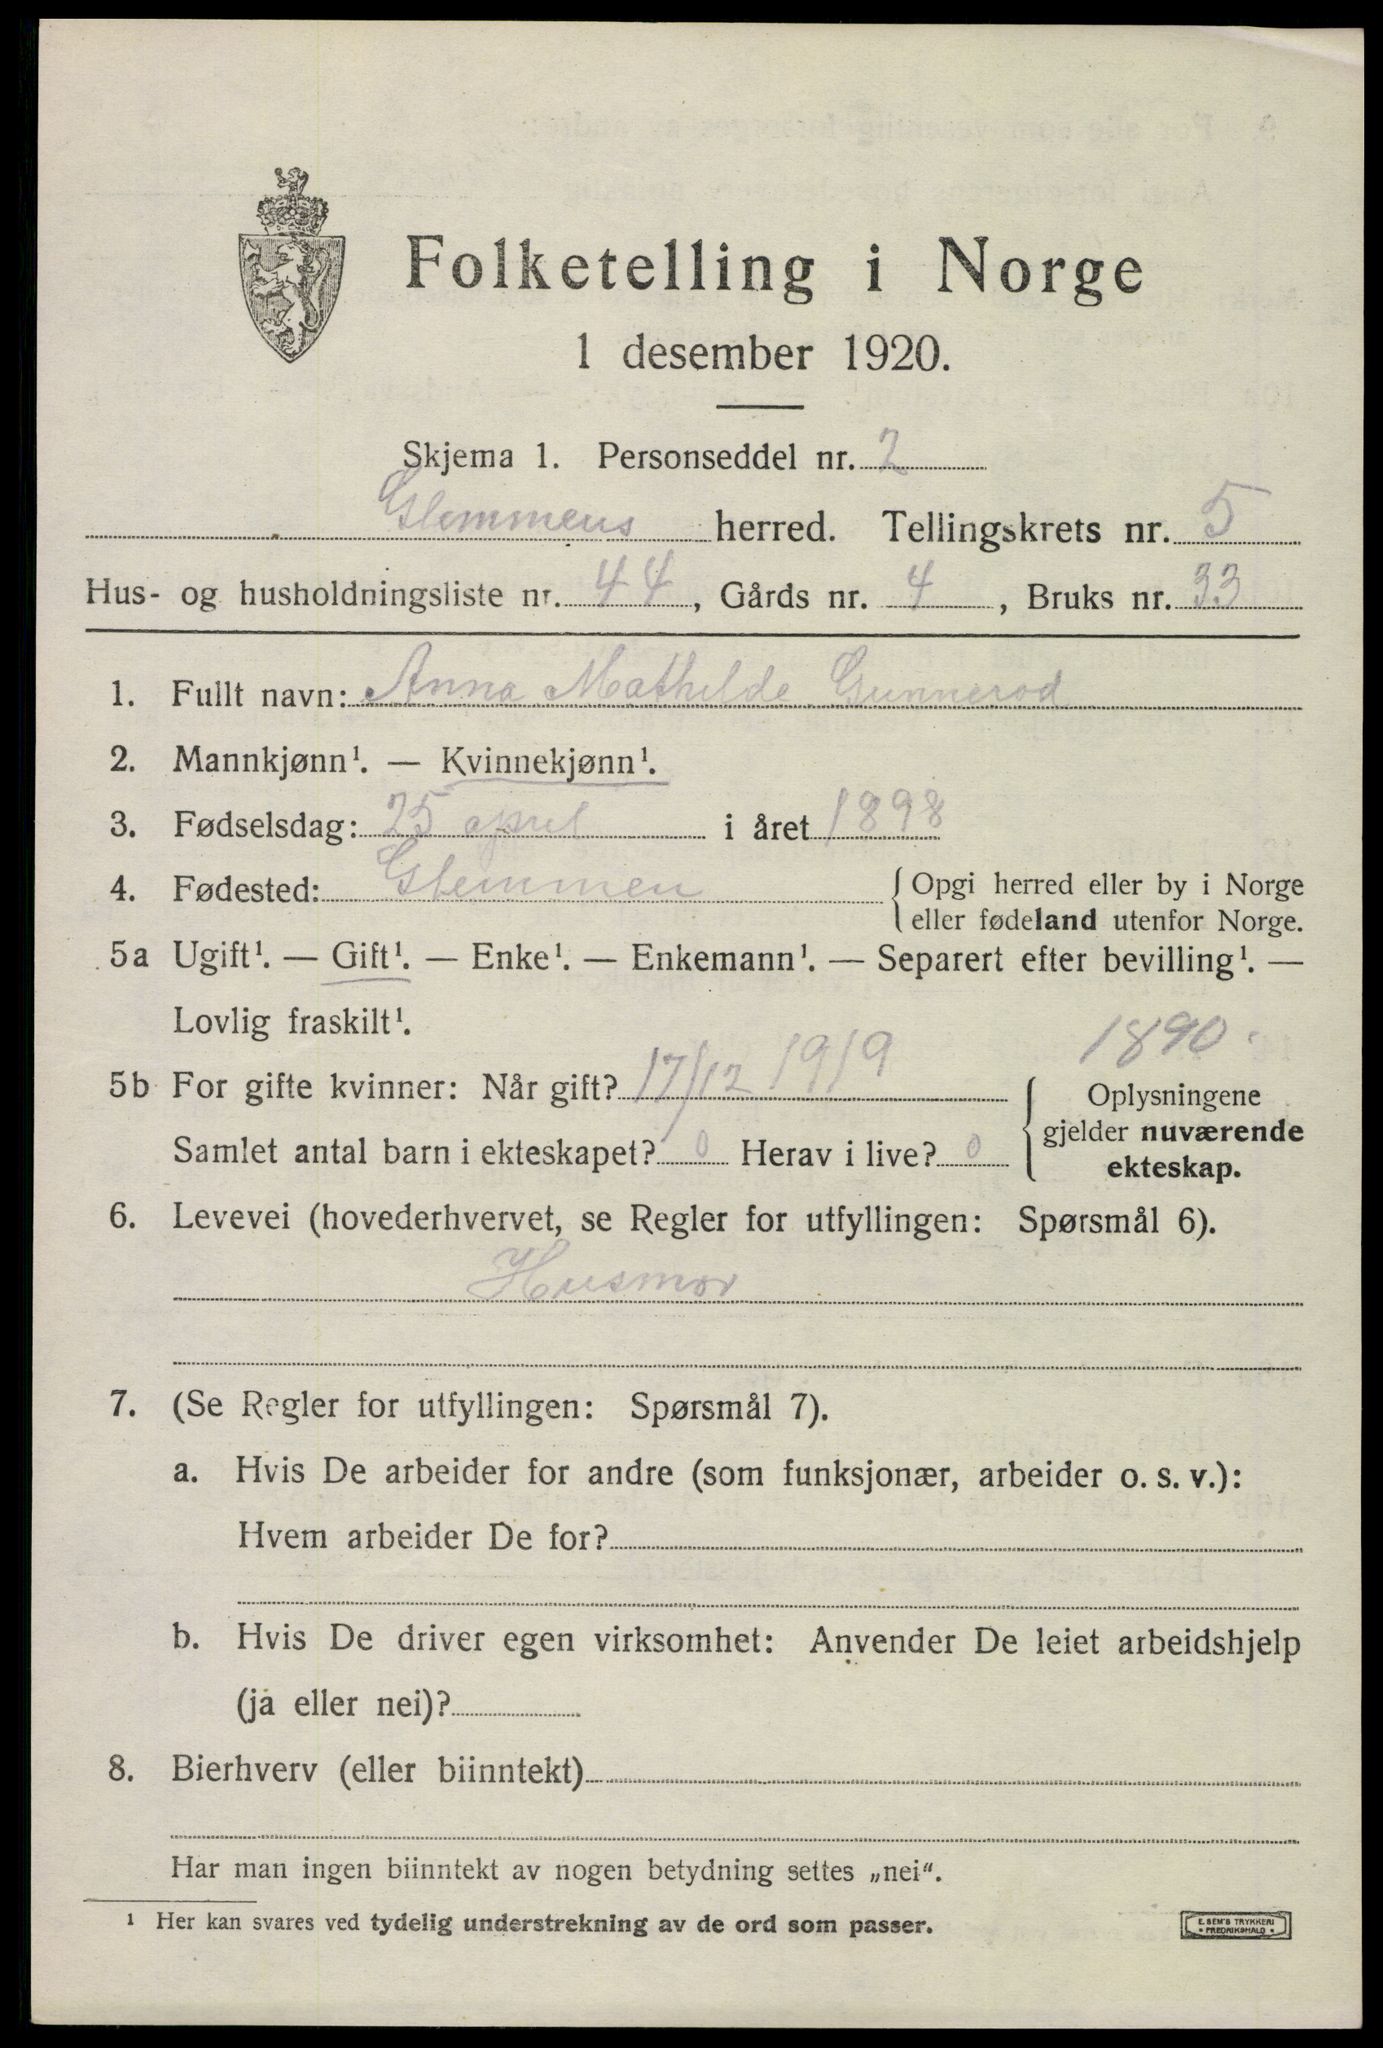 Folketelling i Norge
1 desember 1920.
Skjema 1. Personseddel nr. 2
Glemmens herred. Tellingskrets nr. 5
Hus- og husholdningsliste nr. 44, Gårds nr. 4, Bruks nr. 33
1. Fullt navn: Anna Mathilde Gunnerød
2. Mannkjønn¹. — Kvinnekjønn¹.
3. Fødselsdag: 25 april i året 1898
4. Fødested: Glemmen { Opgi herred eller by i Norge
eller fødeland utenfor Norge.
5a Ugift¹. — Gift¹. — Enke¹. — Enkemann¹. — Separert efter bevilling¹. —
Lovlig fraskilt¹.
1890
5b For gifte kvinner: Når gift? 17/12 1919
Samlet antal barn i ekteskapet? 0 Herav i live? 0
{ Oplysningene
gjelder nuværende
ekteskap.
6. Levevei (hovederhvervet, se Regler for utfyllingen: Spørsmål 6).
Husmor
7. (Se Regler for utfyllingen: Spørsmål 7).
a. Hvis De arbeider for andre (som funksjonær, arbeider o. s. v.):
Hvem arbeider De for?
b. Hvis De driver egen virksomhet: Anvender De leiet arbeidshjelp
(ja eller nei)?
8. Bierhverv (eller biinntekt)
Har man ingen biinntekt av nogen betydning settes „nei“.
¹ Her kan svares ved tydelig understrekning av de ord som passer.
E. SEM'S TRYKKERI
• FREDRIKSHALD •